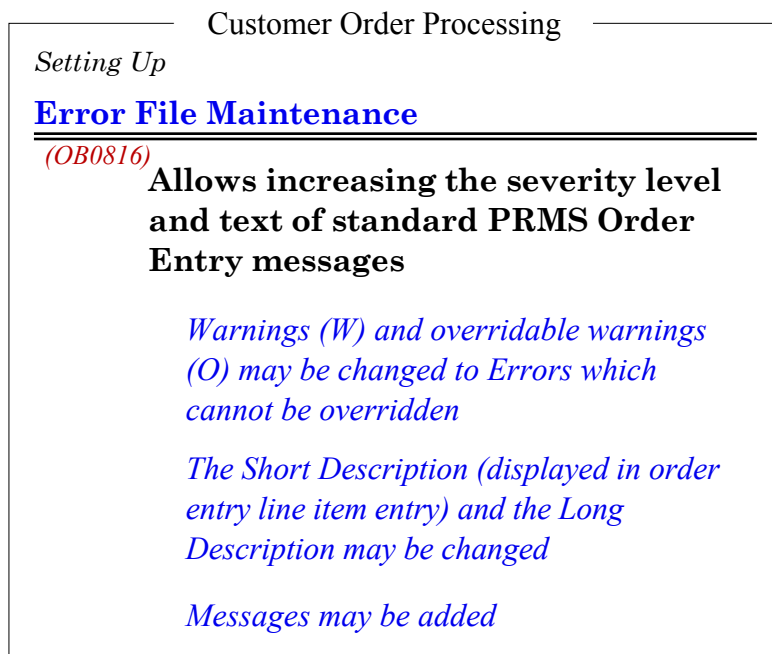 Customer Order Processing
Setting Up
Error File Maintenance
(OB0816)
Allows increasing the severity level
and text of standard PRMS Order
Entry messages
Warnings (W) and overridable warnings
(O) may be changed to Errors which
cannot be overridden
The Short Description (displayed in order
entry line item entry) and the Long
Description may be changed
Messages may be added